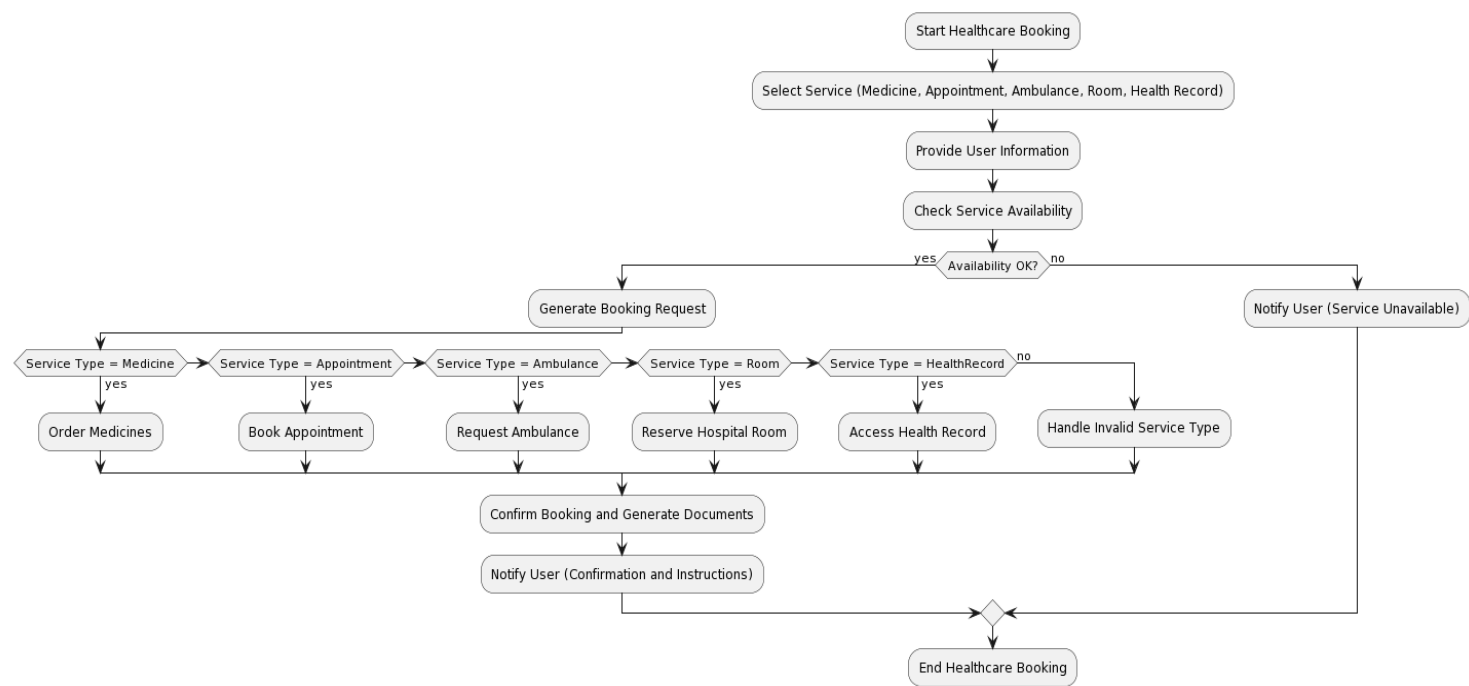 Start Healthcare Booking
Select Service (Medicine, Appointment, Ambulance, Room, Health Record)
Provide User Information
Check Service Availability
yes
Availability OK?
no
Generate Booking Request
Notify User (Service Unavailable)
Service Type = Medicine
Service Type = Appointment
Service Type = Ambulance
Service Type = Room
Service Type = HealthRecord
no
yes
yes
yes
yes
yes
Order Medicines
Book Appointment
Request Ambulance
Reserve Hospital Room
Access Health Record
Handle Invalid Service Type
Confirm Booking and Generate Documents
Notify User (Confirmation and Instructions)
End Healthcare Booking